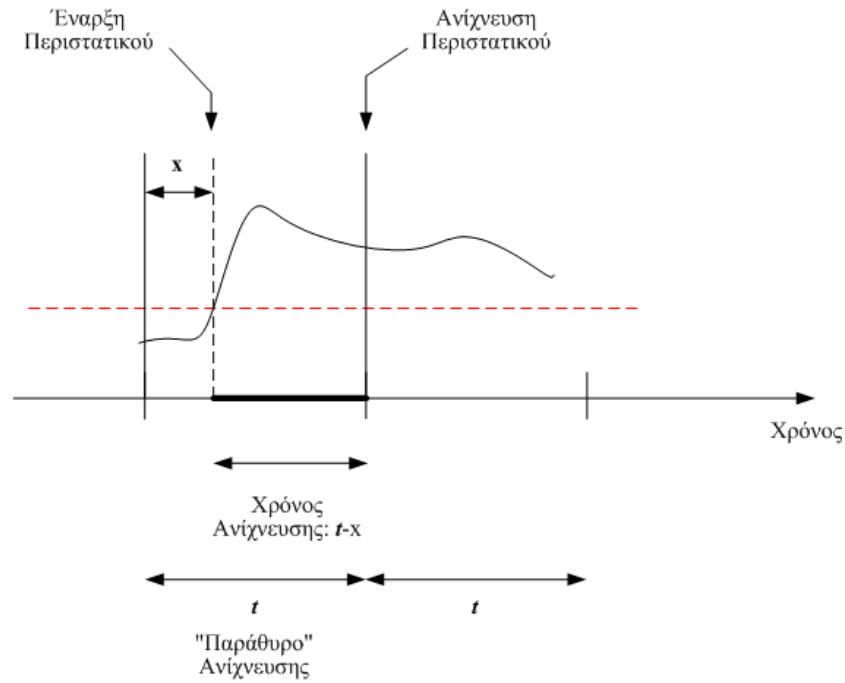 Έναρξη
Περιστατικού
Ανίχνευση
Περιστατικού
x
Χρόνος
Χρόνος
Ανίχνευσης: t-x
t
t
"Παράθυρο"
Ανίχνευσης